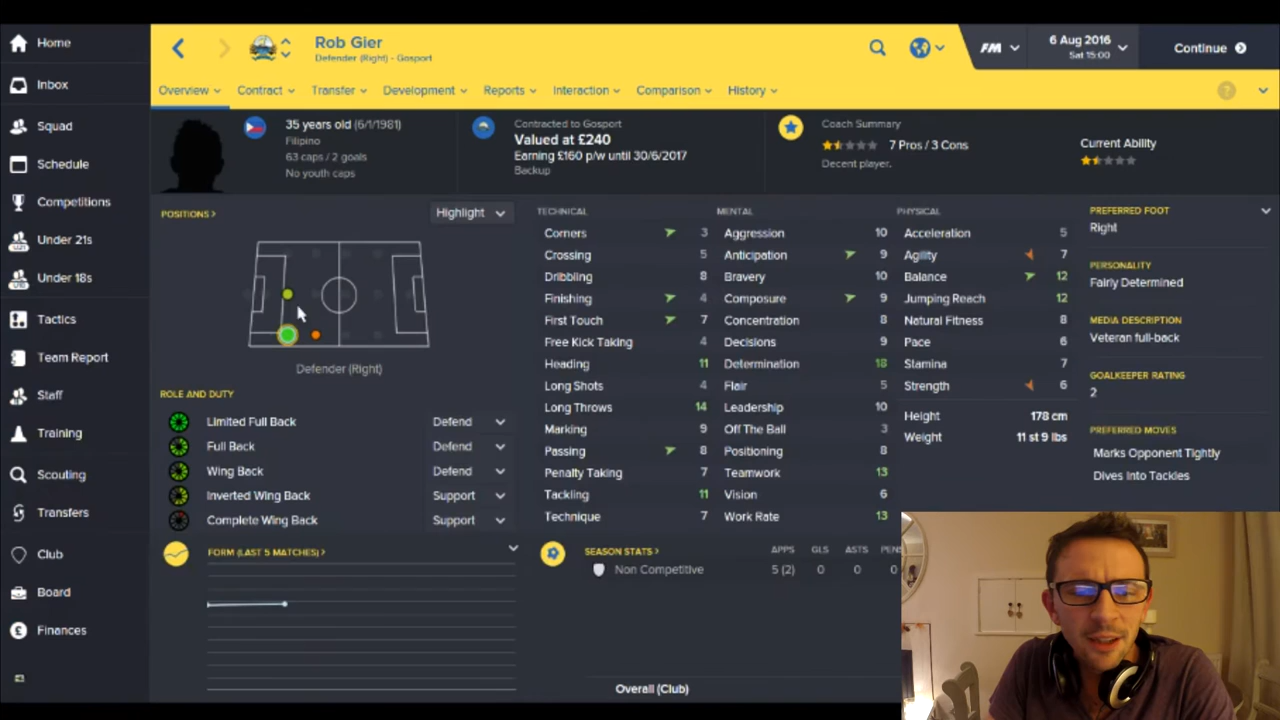 Home
Inbox
Squad
Schedule
Competitions
Under 21s
Under 18s
Tactics
Team Report
Staff
Training
Scouting
Transfers
Club
Board
Finances
Rob Gier
Defender (Right) - Gosport
FM
6 Aug 2016
Sat 15:00
Continue
Overview Contract Transfer Development Reports Interaction Comparison History
?
35 years old (6/1/1981)
Filipino
63 caps / 2 goals
No youth caps
Contracted to Gosport
Valued at £240
Earning £160 p/w until 30/6/2017
Backup
Coach Summary
7 Pros / 3 Cons
Decent player.
Current Ability
POSITIONS >
Highlight
Defender (Right)
ROLE AND DUTY
Limited Full Back Defend
Full Back Defend
Wing Back Defend
Inverted Wing Back Support
Complete Wing Back Support
TECHNICAL
Corners 3
Crossing 5
Dribbling 8
Finishing 4
First Touch 7
Free Kick Taking 4
Heading 11
Long Shots 4
Long Throws 14
Marking 9
Passing 8
Penalty Taking 7
Tackling 11
Technique 7
MENTAL
Aggression 10
Anticipation 9
Bravery 10
Composure 9
Concentration 8
Decisions 9
Determination 18
Flair 5
Leadership 10
Off The Ball 3
Positioning 8
Teamwork 13
Vision 6
Work Rate 13
PHYSICAL
Acceleration 5
Agility 7
Balance 12
Jumping Reach 12
Natural Fitness 8
Pace 6
Stamina 7
Strength 6
Height 178 cm
Weight 11 st 9 lbs
PREFERRED FOOT
Right
PERSONALITY
Fairly Determined
MEDIA DESCRIPTION
Veteran full-back
GOALKEEPER RATING
2
PREFERRED MOVES
Marks Opponent Tightly
Dives Into Tackles
FORM (LAST 5 MATCHES) >
SEASON STATS > APPS GLS ASTS PEN
Non Competitive 5 (2) 0 0 0
Overall (Club)